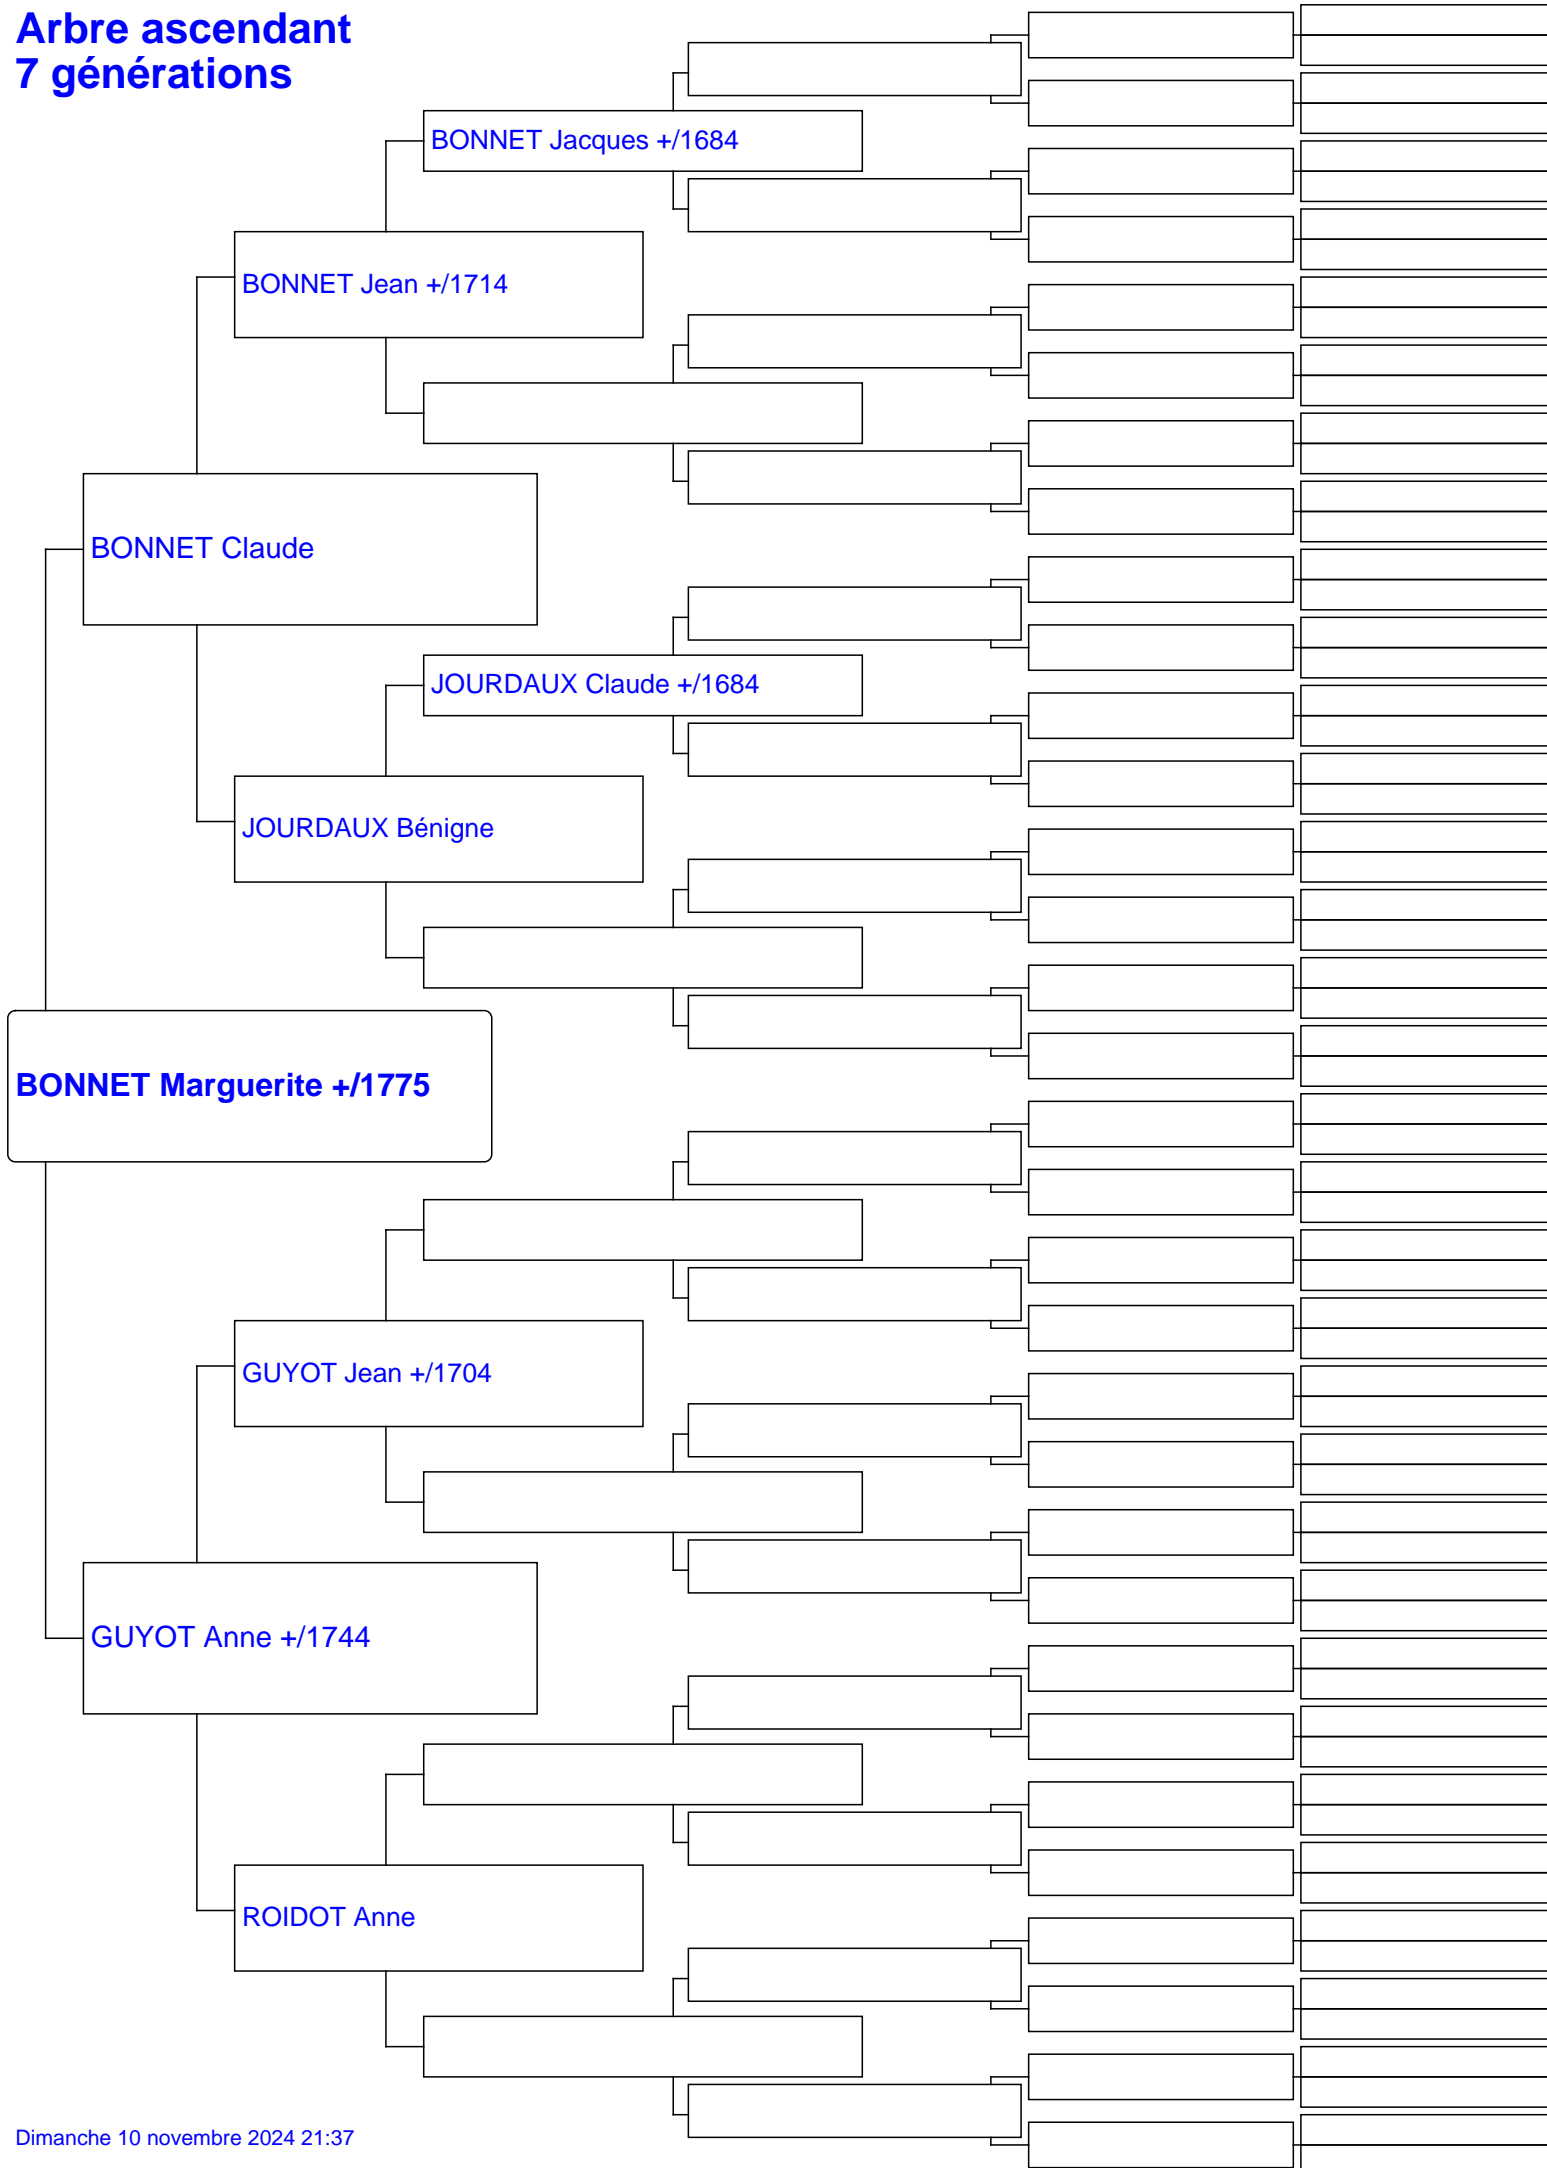 Arbre ascendant
7 générations
BONNET Jacques +/1684
BONNET Jean +/1714
BONNET Claude
JOURDAUX Claude +/1684
JOURDAUX Bénigne
BONNET Marguerite +/1775
GUYOT Jean +/1704
GUYOT Anne +/1744
ROIDOT Anne
Dimanche 10 novembre 2024 21:37